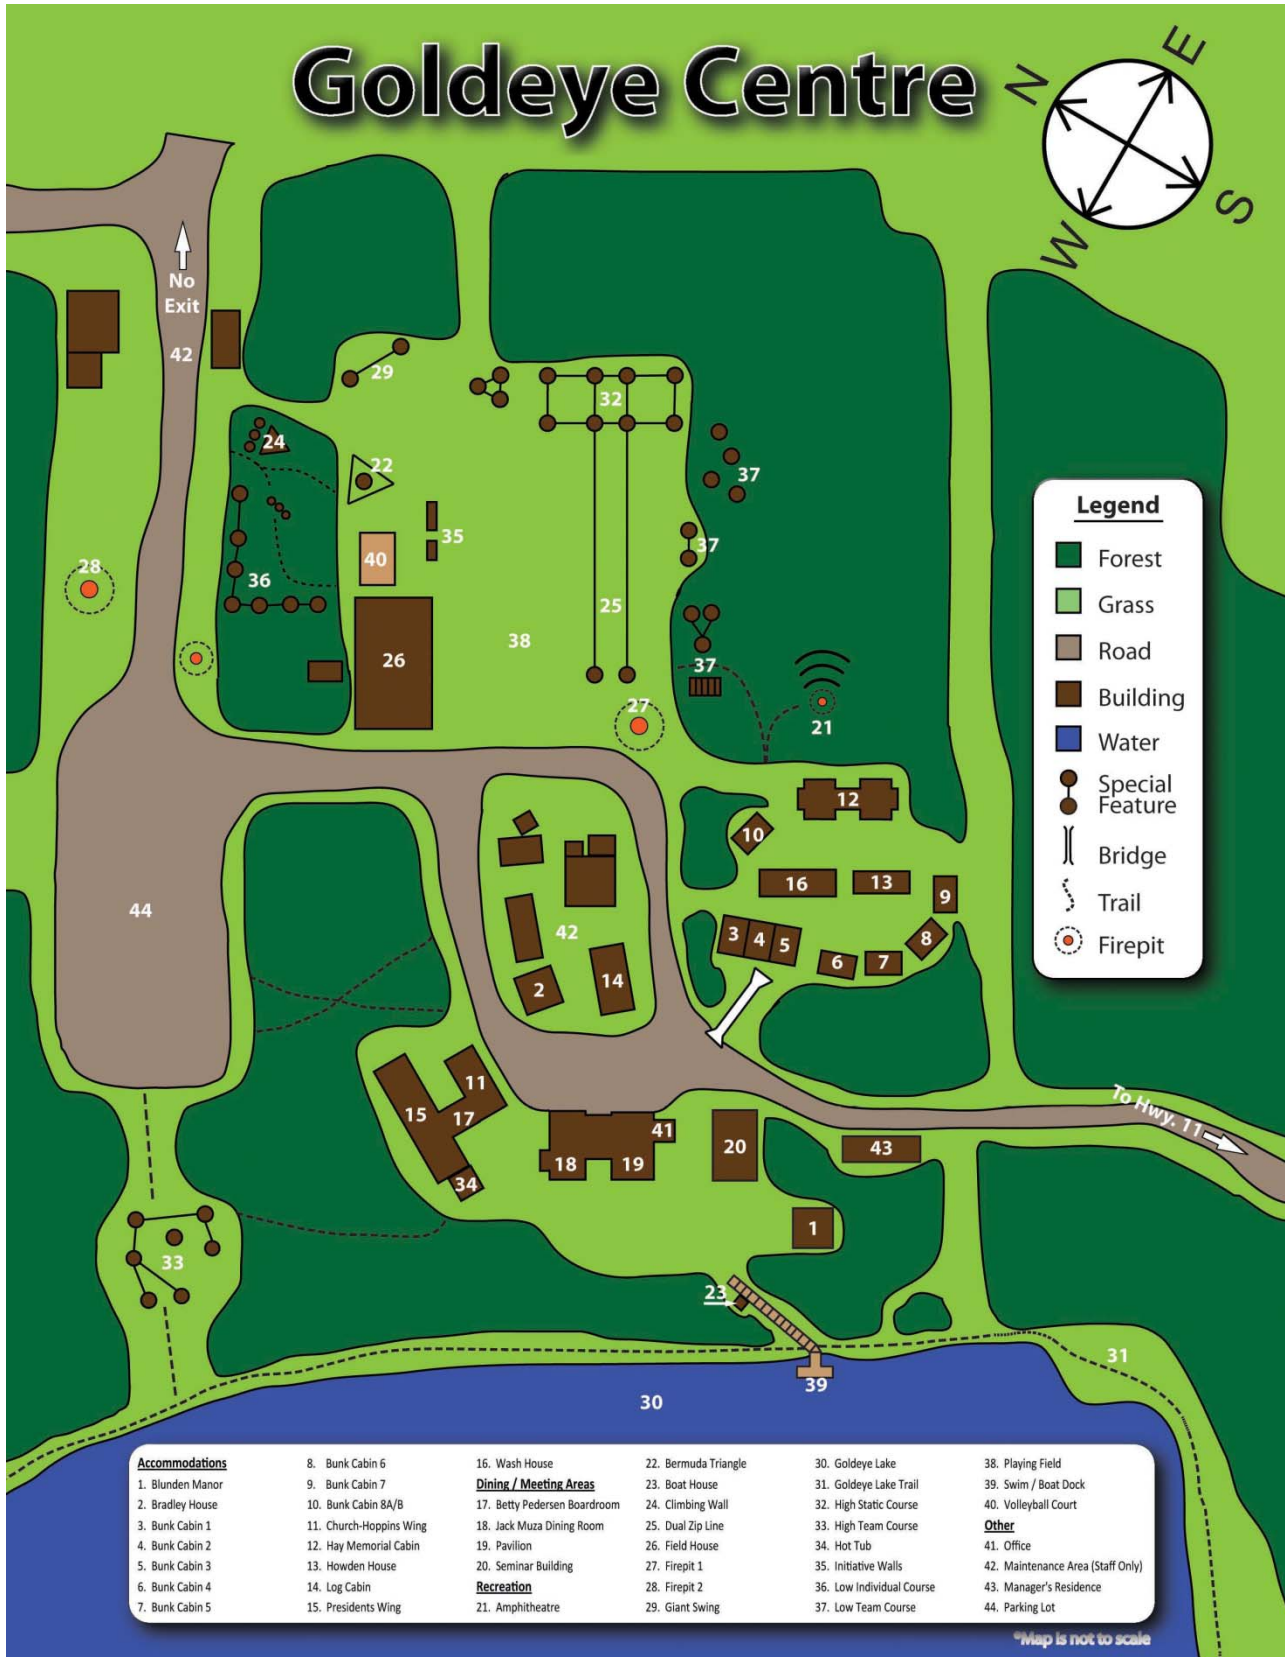 Goldeye Centre
N
E
S
W
No
Exit
42
29
32
24
22
37
35
37
40
28
36
25
26
38
37
27
21
12
10
16
13
9
44
42
3
4
5
8
6
7
2
14
11
15
17
41
18
19
20
43
To Hwy. 11
34
1
33
23
31
39
30
Legend
Forest
Grass
Road
Building
Water
Special
Feature
Bridge
Trail
Firepit
Accommodations
1. Blunden Manor
2. Bradley House
3. Bunk Cabin 1
4. Bunk Cabin 2
5. Bunk Cabin 3
6. Bunk Cabin 4
7. Bunk Cabin 5
8. Bunk Cabin 6
9. Bunk Cabin 7
10. Bunk Cabin 8A/B
11. Church-Hoppins Wing
12. Hay Memorial Cabin
13. Howden House
14. Log Cabin
15. Presidents Wing
16. Wash House
Dining / Meeting Areas
17. Betty Pedersen Boardroom
18. Jack Muza Dining Room
19. Pavilion
20. Seminar Building
Recreation
21. Amphitheatre
22. Bermuda Triangle
23. Boat House
24. Climbing Wall
25. Dual Zip Line
26. Field House
27. Firepit 1
28. Firepit 2
29. Giant Swing
30. Goldeye Lake
31. Goldeye Lake Trail
32. High Static Course
33. High Team Course
34. Hot Tub
35. Initiative Walls
36. Low Individual Course
37. Low Team Course
38. Playing Field
39. Swim / Boat Dock
40. Volleyball Court
Other
41. Office
42. Maintenance Area (Staff Only)
43. Manager's Residence
44. Parking Lot
*Map is not to scale